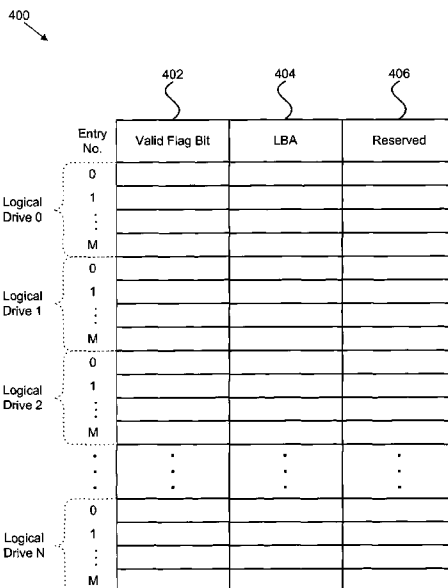 400
402 404 406
Entry No. Valid Flag Bit LBA Reserved
Logical Drive 0
0
1
⋮
M
Logical Drive 1
0
1
⋮
M
Logical Drive 2
0
1
⋮
M
⋮ ⋮ ⋮ ⋮ ⋮
Logical Drive N
0
1
⋮
M